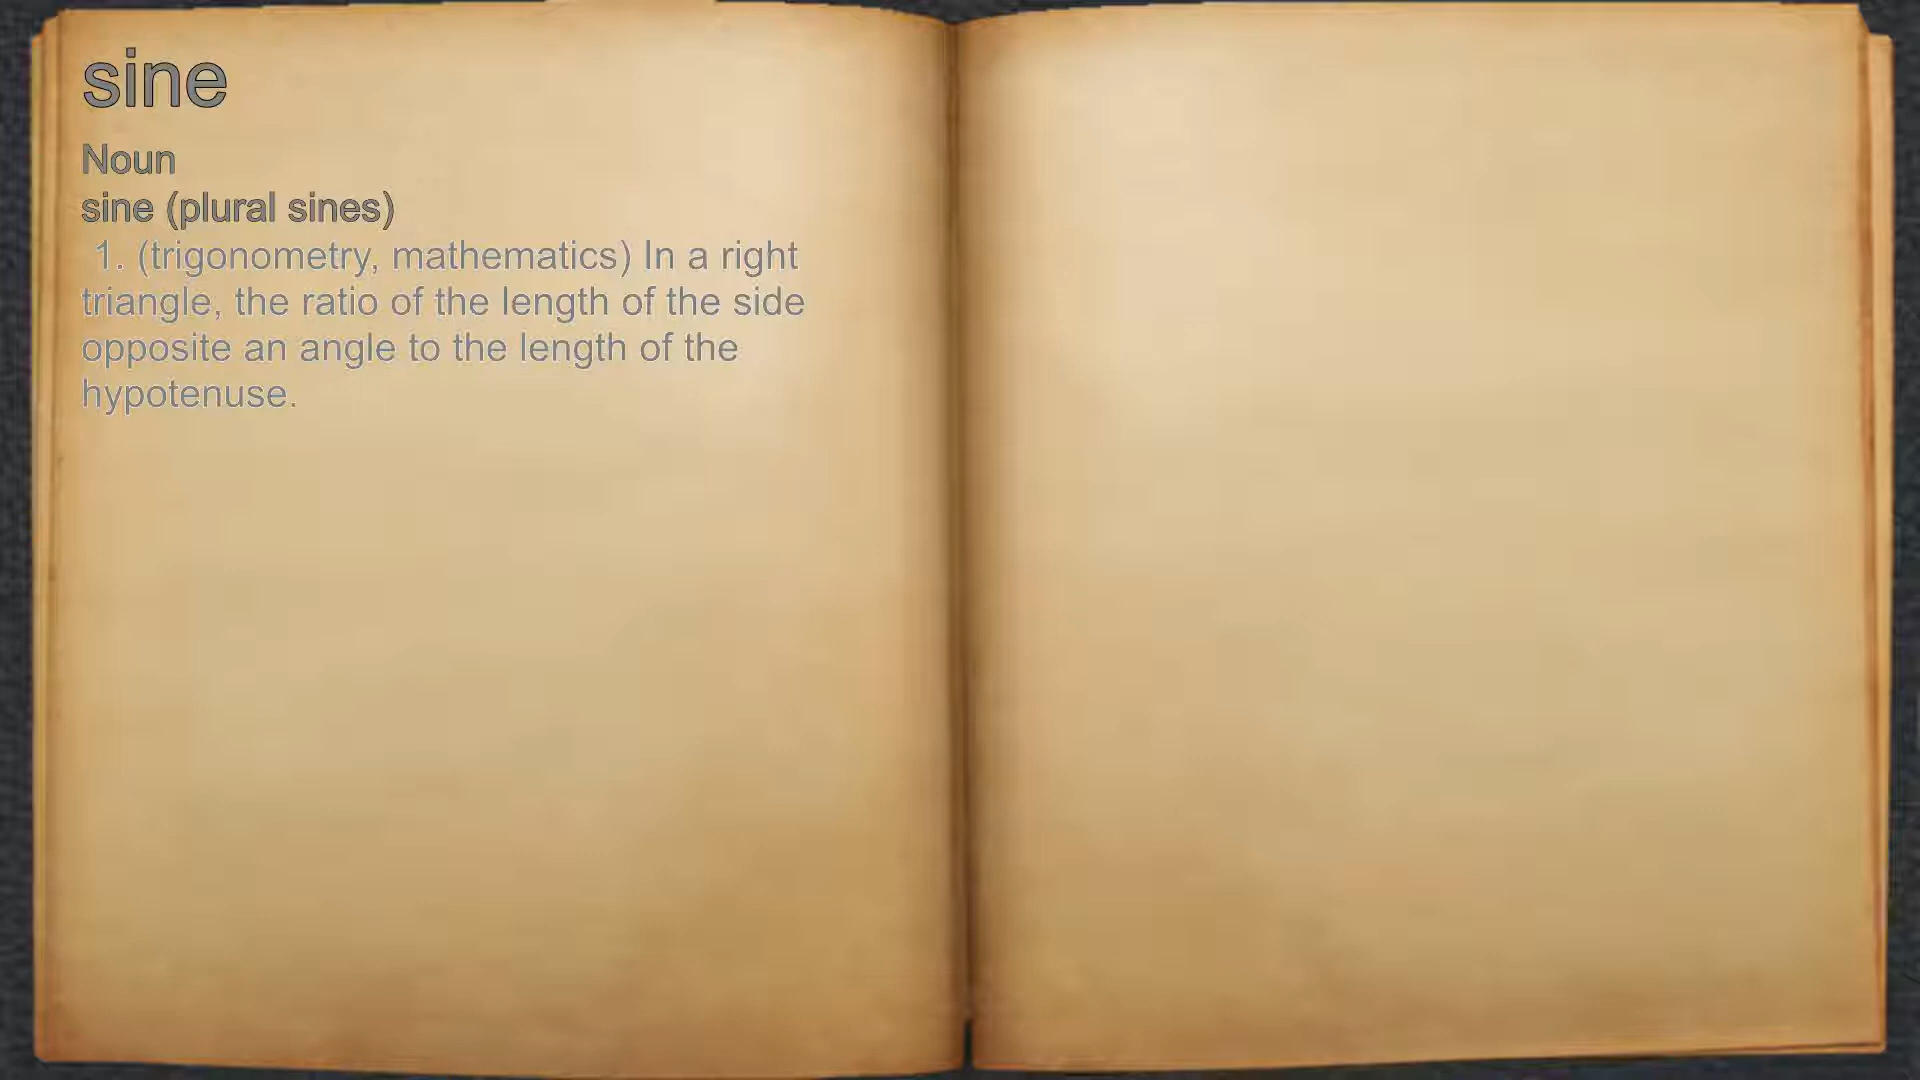 sine
Noun
sine (plural sines)
1. (trigonometry, mathematics) In a right
triangle, the ratio of the length of the side
opposite an angle to the length of the
hypotenuse.